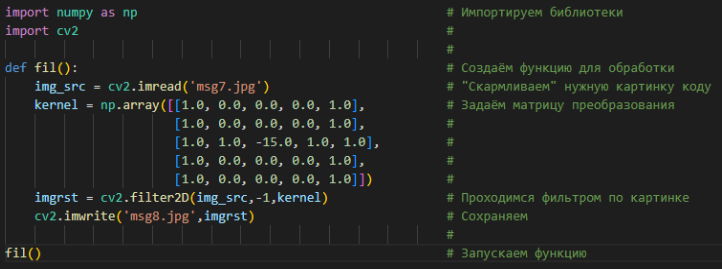 import numpy as np # Импортируем библиотеки
import cv2 #
#
def fil(): # Создаём функцию для обработки
    img_src = cv2.imread('msg7.jpg') # "Скармливаем" нужную картинку коду
    kernel = np.array([[1.0, 0.0, 0.0, 0.0, 1.0], # Задаём матрицу преобразования
                       [1.0, 0.0, 0.0, 0.0, 1.0], #
                       [1.0, 1.0, -15.0, 1.0, 1.0], #
                       [1.0, 0.0, 0.0, 0.0, 1.0], #
                       [1.0, 0.0, 0.0, 0.0, 1.0]]) #
    imgrst = cv2.filter2D(img_src,-1,kernel) # Проходимся фильтром по картинке
    cv2.imwrite('msg8.jpg',imgrst) # Сохраняем
#
fil() # Запускаем функцию